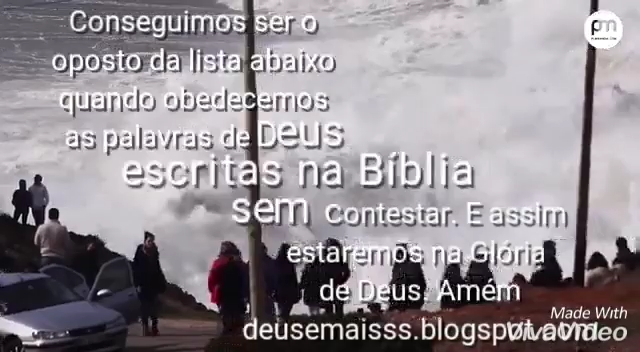 Conseguimos ser o
oposto da lista abaixo
quando obedecemos
as palavras de Deus
escritas na Bíblia
sem Contestar. E assim
estaremos na Glória
de Deus. Amém
deusemaisss.blogspot.com
Made With
VivaVideo
pm